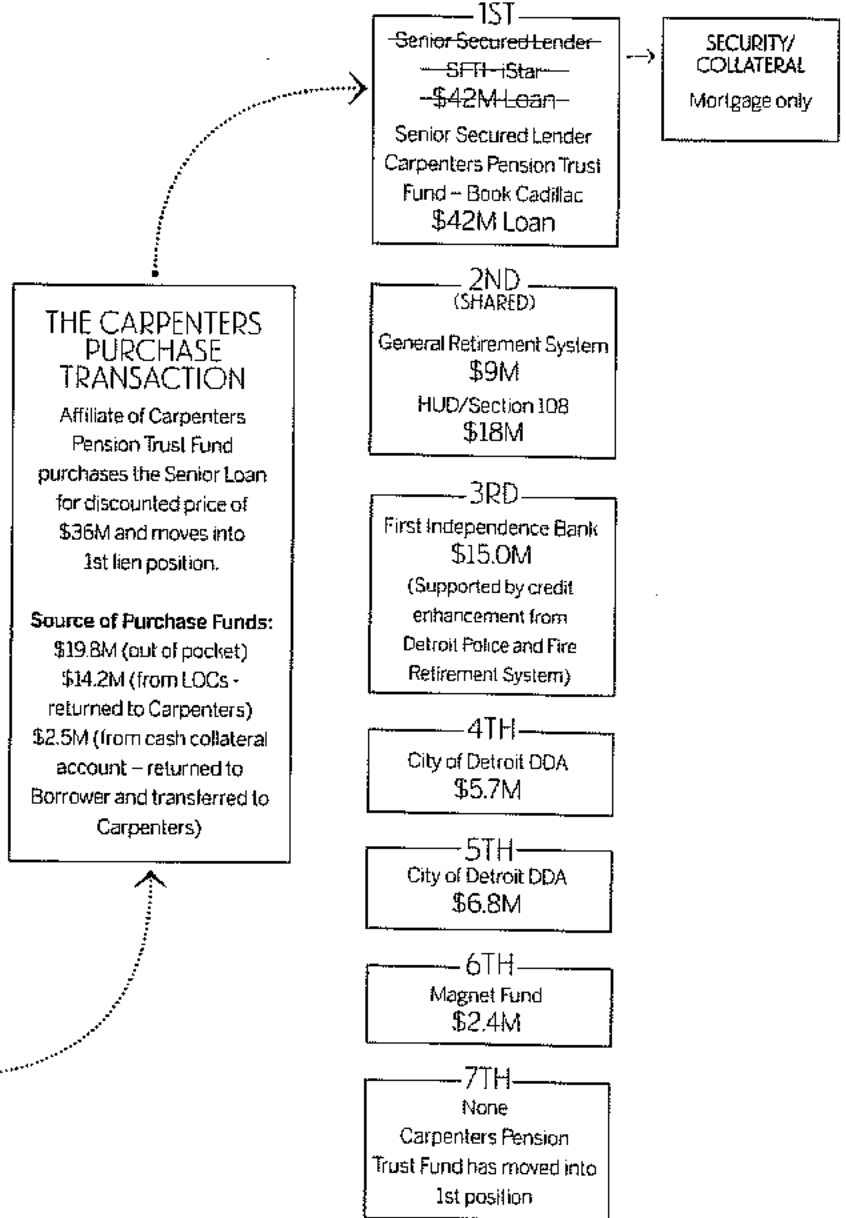 1ST
Senior Secured Lender
SFTI - iStar
$42M Loan
Senior Secured Lender
Carpenters Pension Trust
Fund – Book Cadillac
$42M Loan
SECURITY/
COLLATERAL
Mortgage only
THE CARPENTERS
PURCHASE
TRANSACTION
Affiliate of Carpenters
Pension Trust Fund
purchases the Senior Loan
for discounted price of
$36M and moves into
1st lien position.
Source of Purchase Funds:
$19.8M (out of pocket)
$14.2M (from LOCs -
returned to Carpenters)
$2.5M (from cash collateral
account – returned to
Borrower and transferred to
Carpenters)
2ND
(SHARED)
General Retirement System
$9M
HUD/Section 108
$18M
3RD
First Independence Bank
$15.0M
(Supported by credit
enhancement from
Detroit Police and Fire
Retirement System)
4TH
City of Detroit DDA
$5.7M
5TH
City of Detroit DDA
$6.8M
6TH
Magnet Fund
$2.4M
7TH
None
Carpenters Pension
Trust Fund has moved into
1st position